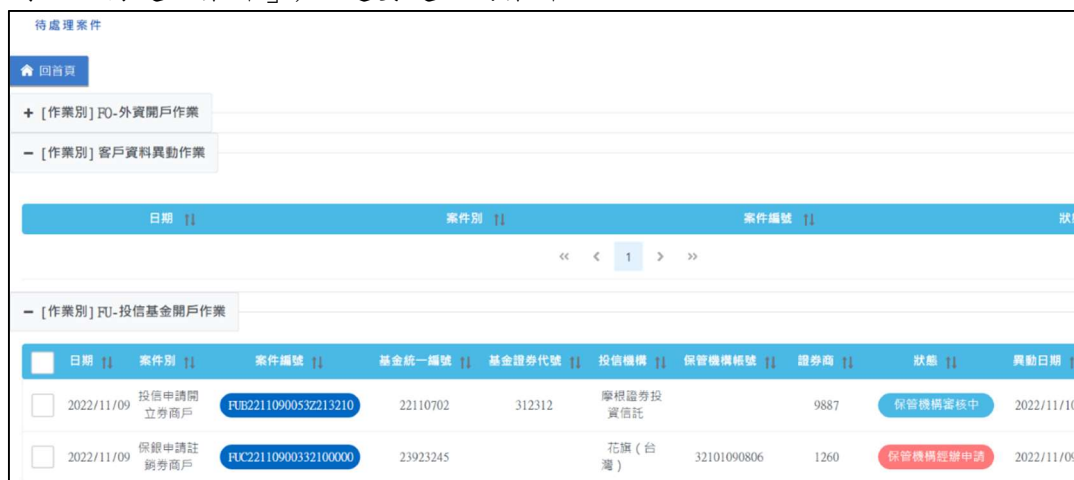 待處理案件
回首頁
+ [作業別] FO-外資開戶作業
− [作業別] 客戶資料異動作業
日期 案件別 案件編號
« < 1 > »
− [作業別] FU-投信基金開戶作業
日期 案件別 案件編號 基金統一編號 基金證券代號 投信機構 保管機構帳號 證券商 狀態 異動日期
2022/11/09 投信申請開立券商戶 FUB2211090053Z213210 22110702 312312 摩根證券投資信託 9887 保管機構審核中 2022/11/10
2022/11/09 保銀申請註銷券商戶 FUC22110900332100000 23923245 花旗(台灣) 32101090806 1260 保管機構經辦申請 2022/11/09